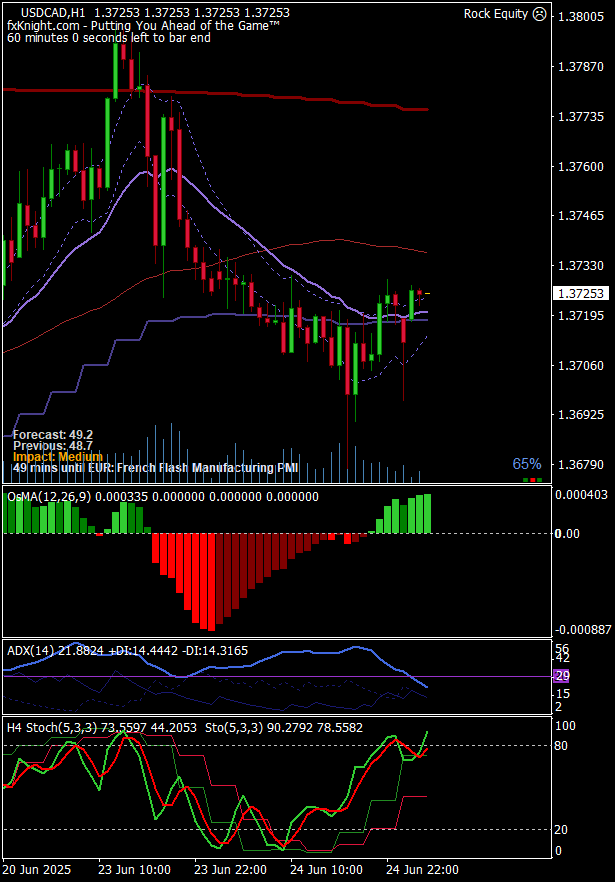 USDCAD,H1 1.37253 1.37253 1.37253 1.37253
Rock Equity
fxKnight.com - Putting You Ahead of the Game™
60 minutes 0 seconds left to bar end
1.38005
1.37870
1.37735
1.37600
1.37465
1.37330
1.37253
1.37195
1.37060
1.36925
1.36790
Forecast: 49.2
Previous: 48.7
Impact: Medium
49 mins until EUR: French Flash Manufacturing PMI
65%
OsMA(12,26,9) 0.000335 0.000000 0.000000 0.000000
0.000403
0.00
-0.000887
ADX(14) 21.8824 +DI:14.4442 -DI:14.3165
56
42
29
15
2
H4 Stoch(5,3,3) 73.5597 44.2053 Sto(5,3,3) 90.2792 78.5582
100
80
20
0
20 Jun 2025
23 Jun 10:00
23 Jun 22:00
24 Jun 10:00
24 Jun 22:00